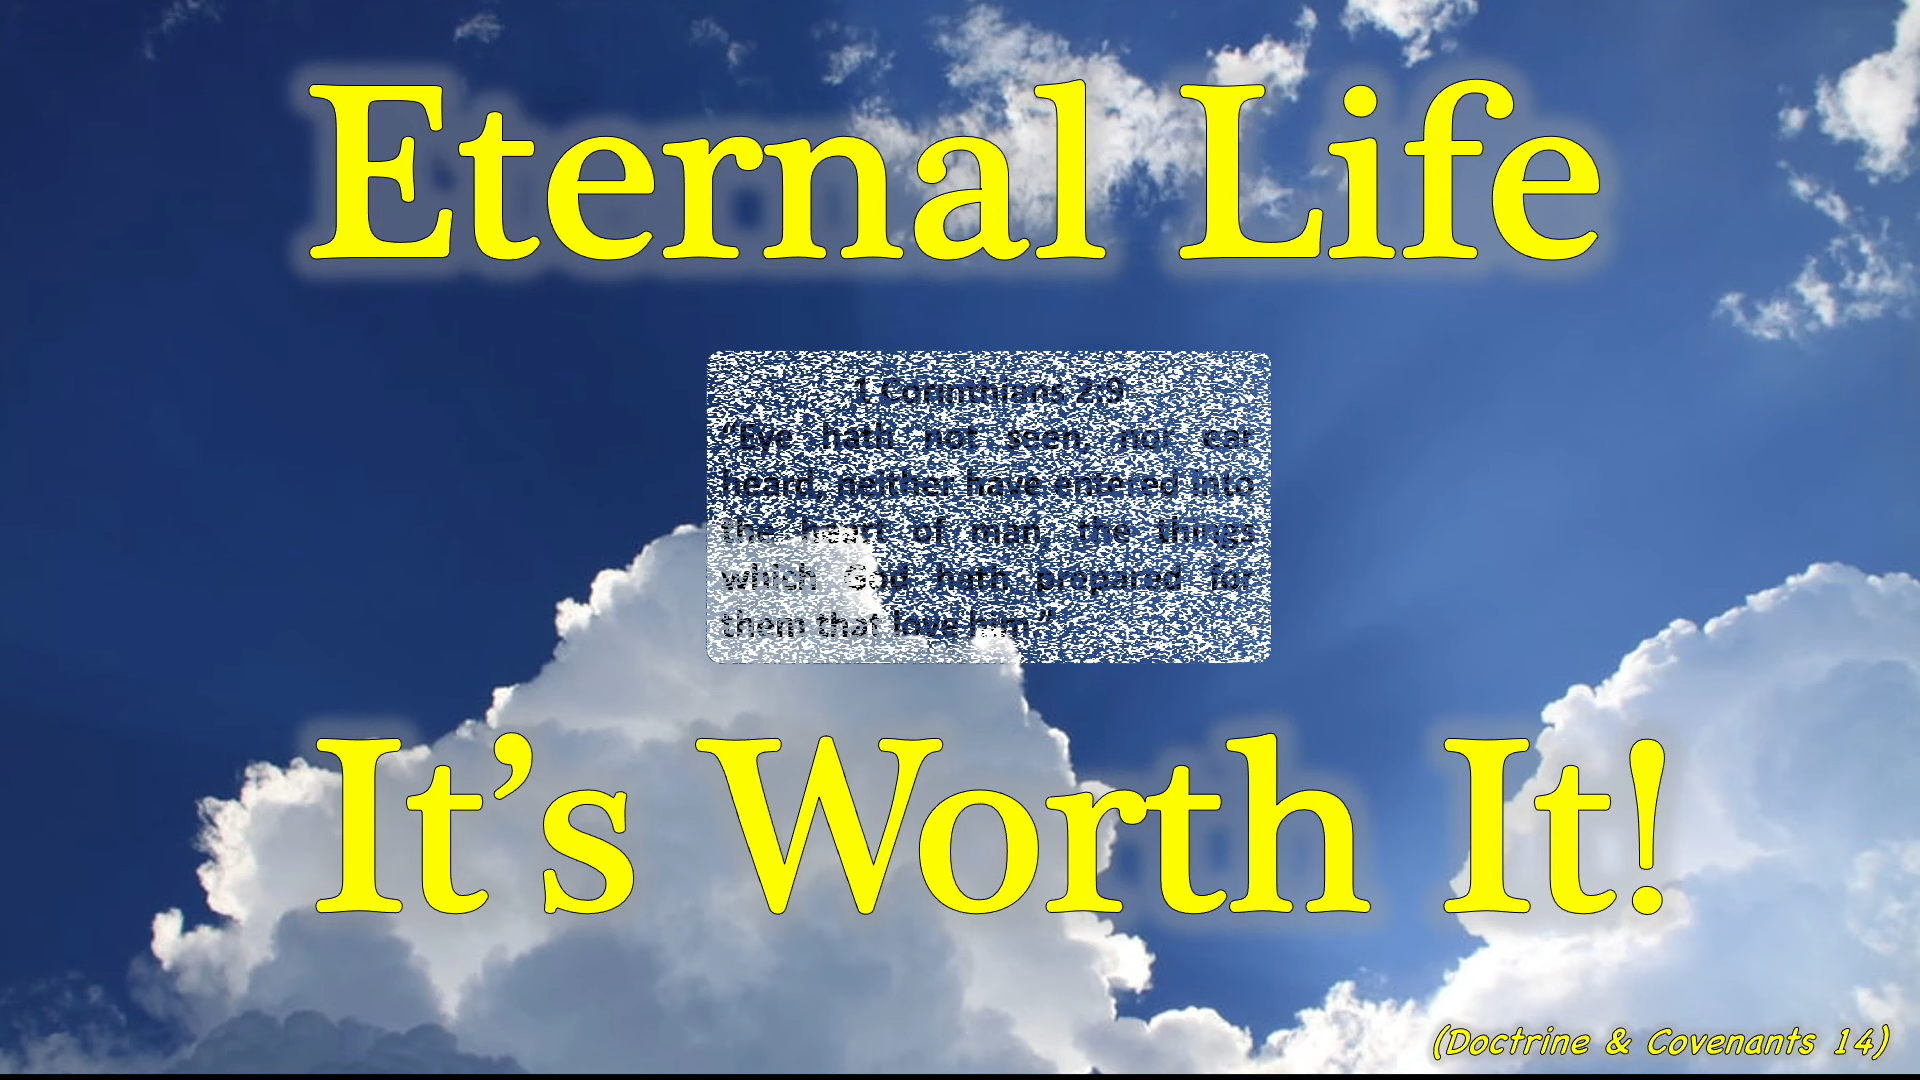 Eternal Life
1 Corinthians 2:9
“Eye hath not seen, nor ear
heard, neither have entered into
the heart of man, the things
which God hath prepared for
them that love him.”
It’s Worth It!
(Doctrine & Covenants 14)